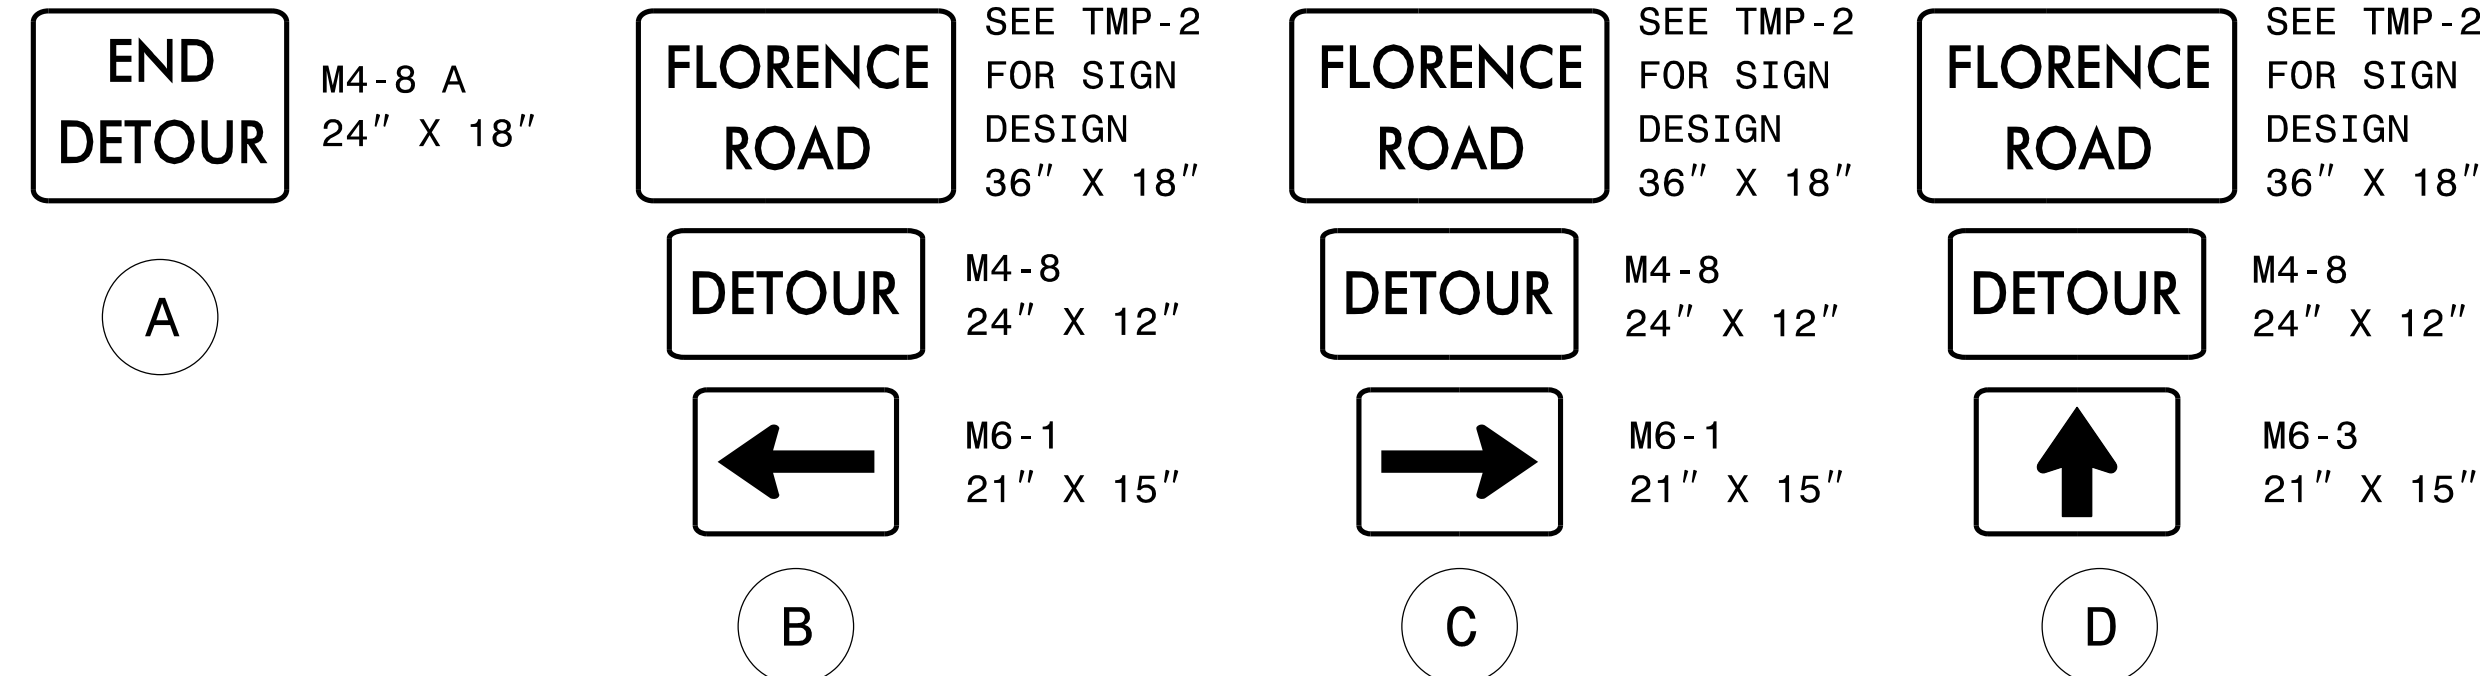 END
DETOUR
M4-8 A
24" X 18"
A
FLORENCE
ROAD
SEE TMP-2
FOR SIGN
DESIGN
36" X 18"
DETOUR
M4-8
24" X 12"
M6-1
21" X 15"
B
FLORENCE
ROAD
SEE TMP-2
FOR SIGN
DESIGN
36" X 18"
DETOUR
M4-8
24" X 12"
M6-1
21" X 15"
C
FLORENCE
ROAD
SEE TMP-2
FOR SIGN
DESIGN
36" X 18"
DETOUR
M4-8
24" X 12"
M6-3
21" X 15"
D